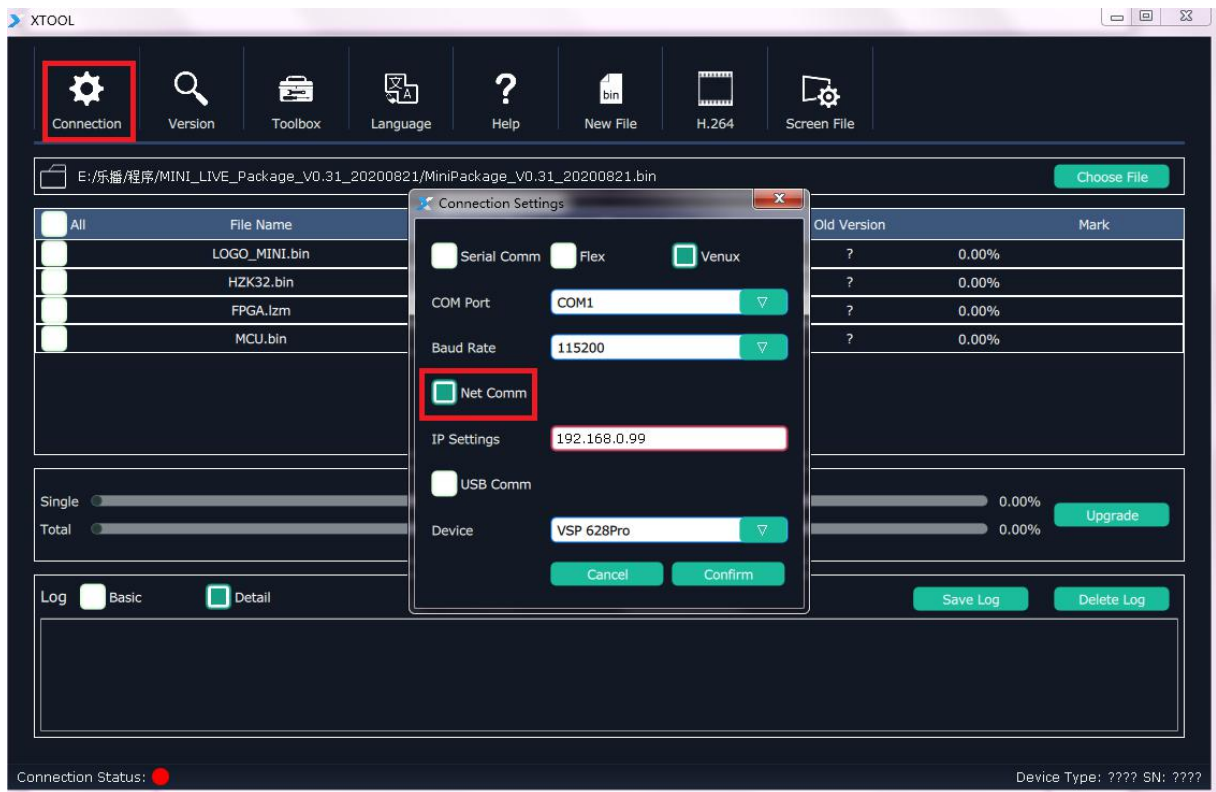 XTOOL
Connection Version Toolbox Language Help New File H.264 Screen File
bin
E:/乐播/程序/MINI_LIVE_Package_V0.31_20200821/MiniPackage_V0.31_20200821.bin Choose File
All File Name Old Version Mark
LOGO_MINI.bin ? 0.00%
HZK32.bin ? 0.00%
FPGA.lzm ? 0.00%
MCU.bin ? 0.00%
Connection Settings
Serial Comm Flex Venux
COM Port COM1
Baud Rate 115200
Net Comm
IP Settings 192.168.0.99
USB Comm
Device VSP 628Pro
Cancel Confirm
Single 0.00%
Total 0.00%
Upgrade
Log Basic Detail Save Log Delete Log
Connection Status: Device Type: ???? SN: ????